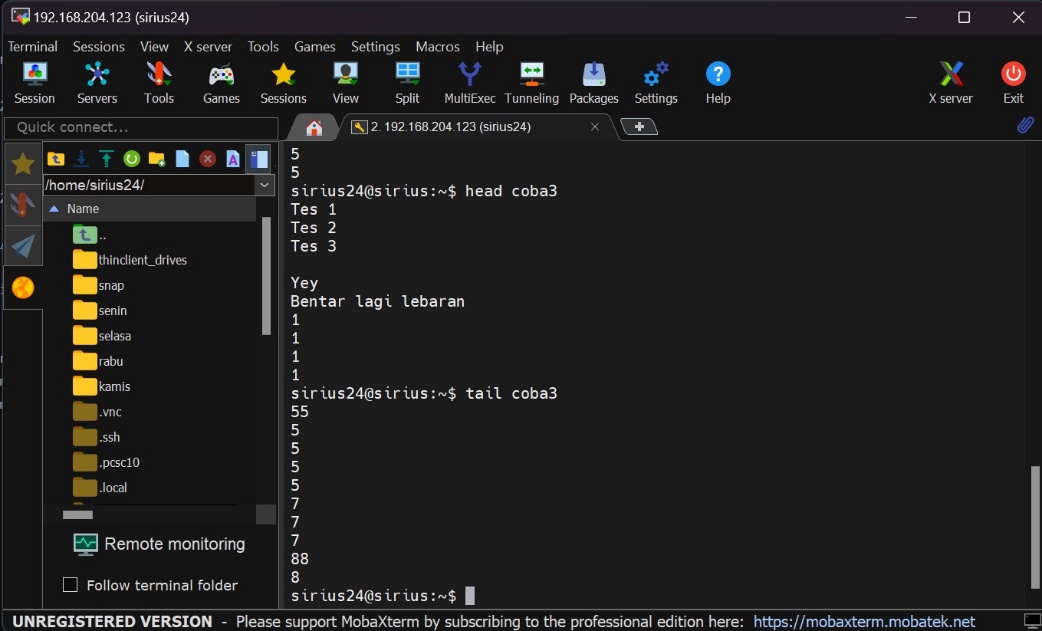 192.168.204.123 (sirius24)
Terminal Sessions View X server Tools Games Settings Macros Help
Session Servers Tools Games Sessions View Split MultiExec Tunneling Packages Settings Help X server Exit
Quick connect...
2. 192.168.204.123 (sirius24)
/home/sirius24/
Name
..
thinclient_drives
snap
senin
selasa
rabu
kamis
.vnc
.ssh
.pcsc10
.local
Remote monitoring
Follow terminal folder
5
5
sirius24@sirius:~$ head coba3
Tes 1
Tes 2
Tes 3
Yey
Bentar lagi lebaran
1
1
1
1
sirius24@sirius:~$ tail coba3
55
5
5
5
5
7
7
7
88
8
sirius24@sirius:~$
UNREGISTERED VERSION - Please support MobaXterm by subscribing to the professional edition here: https://mobaxterm.mobatek.net